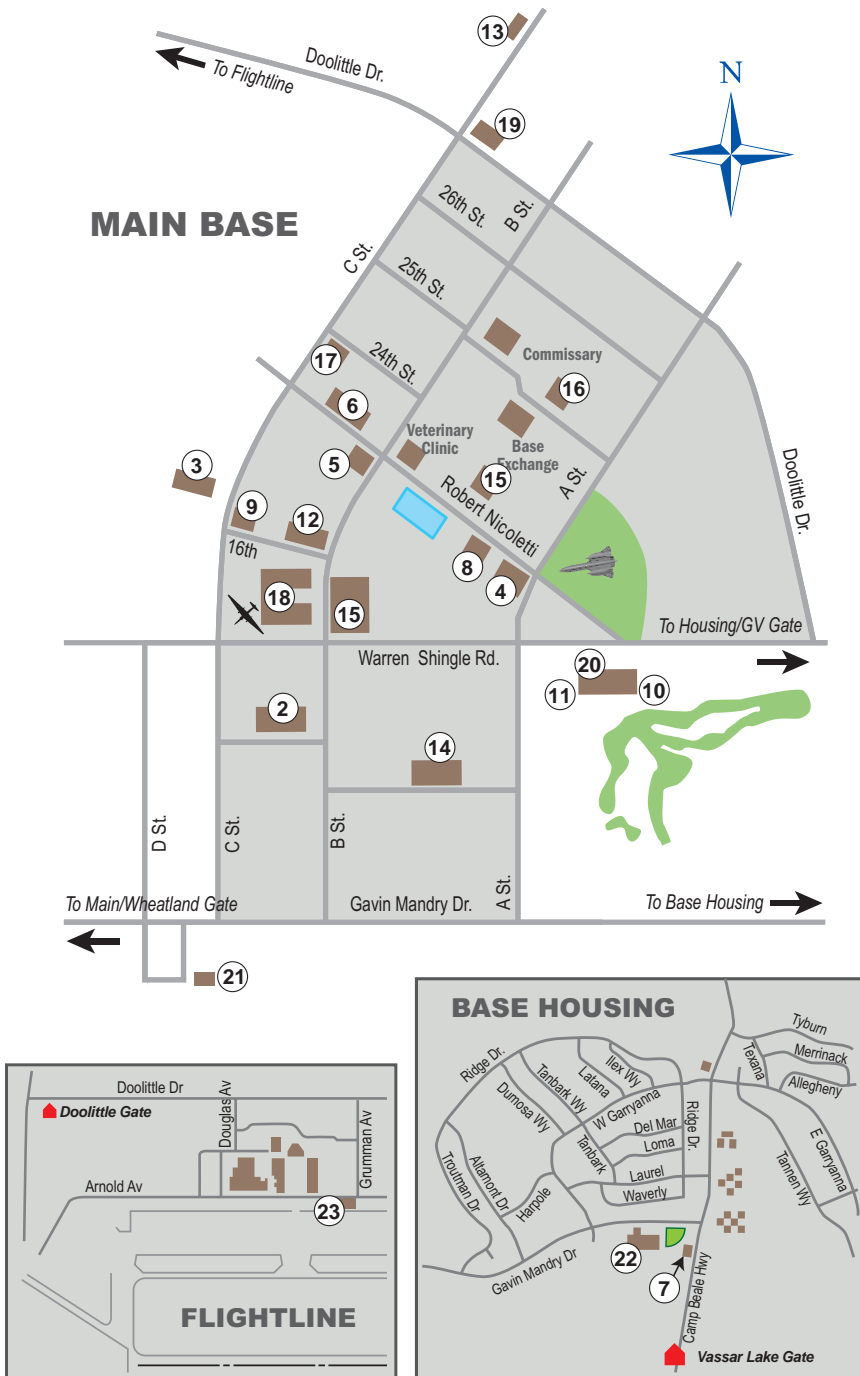 13
Doolittle Dr.
To Flightline
N
19
MAIN BASE
26th St.
B St.
C St.
25th St.
24th St.
17
Commissary
16
6
Veterinary
Clinic
Base
Exchange
5
3
15
A St.
Doolittle Dr.
Robert Nicoletti
9
12
16th
8
4
18
15
To Housing/GV Gate
Warren Shingle Rd.
20
11
10
2
14
D St.
C St.
B St.
A St.
To Main/Wheatland Gate
Gavin Mandry Dr.
To Base Housing
21
BASE HOUSING
Tyburn
Merrinack
Texana
Allegheny
Ridge Dr.
Ilex Wy
Latana
Tanbark Wy
Dumosa Wy
W Garryanna
Ridge Dr.
Del Mar
Loma
Tanbark
E Garryanna
Tannen Wy
Troutman Dr
Altamont Dr
Harpole
Laurel
Waverly
Gavin Mandry Dr
22
7
Camp Beale Hwy
Vassar Lake Gate
Doolittle Dr
Doolittle Gate
Douglas Av
Grumman Av
Arnold Av
23
FLIGHTLINE